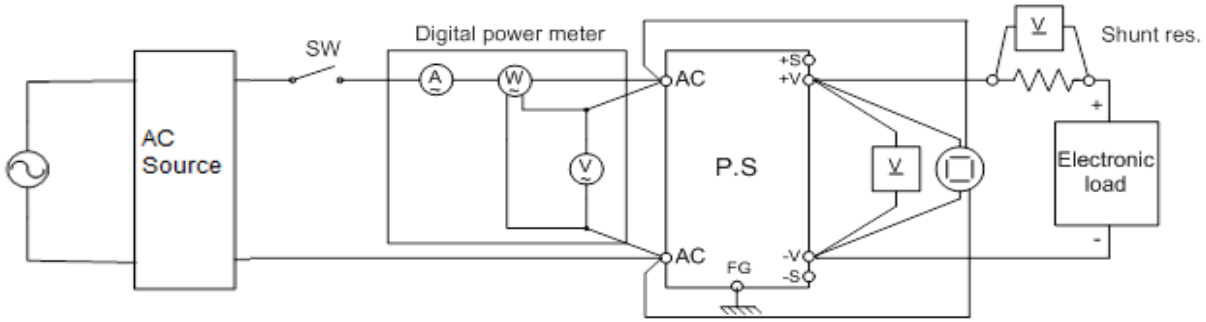 Digital power meter
Shunt res.
SW
V
A
W
AC
+S
+V
+
AC
Source
V
P.S
V
Electronic
load
AC
FG
-V
-S
-